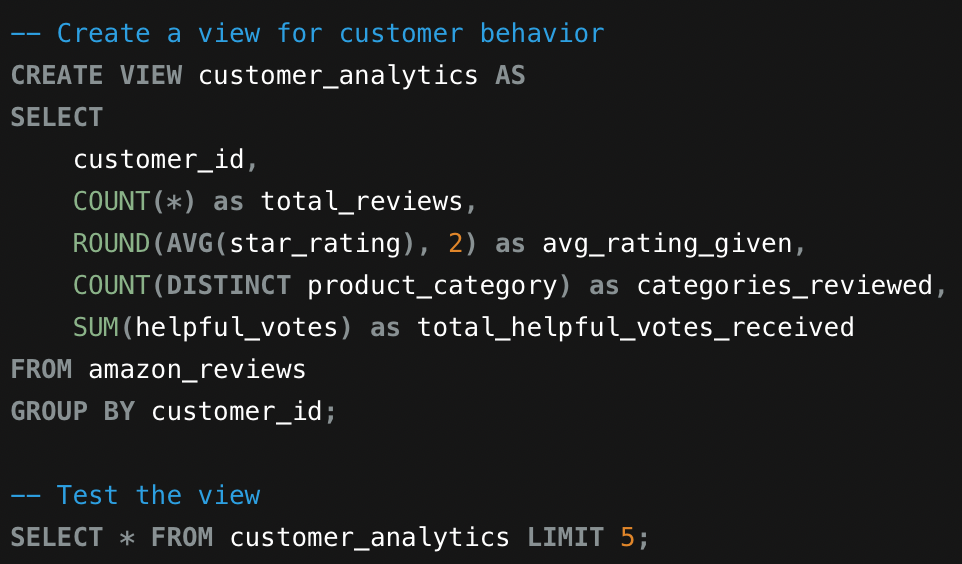 -- Create a view for customer behavior
CREATE VIEW customer_analytics AS
SELECT
    customer_id,
    COUNT(*) as total_reviews,
    ROUND(AVG(star_rating), 2) as avg_rating_given,
    COUNT(DISTINCT product_category) as categories_reviewed,
    SUM(helpful_votes) as total_helpful_votes_received
FROM amazon_reviews
GROUP BY customer_id;

-- Test the view
SELECT * FROM customer_analytics LIMIT 5;